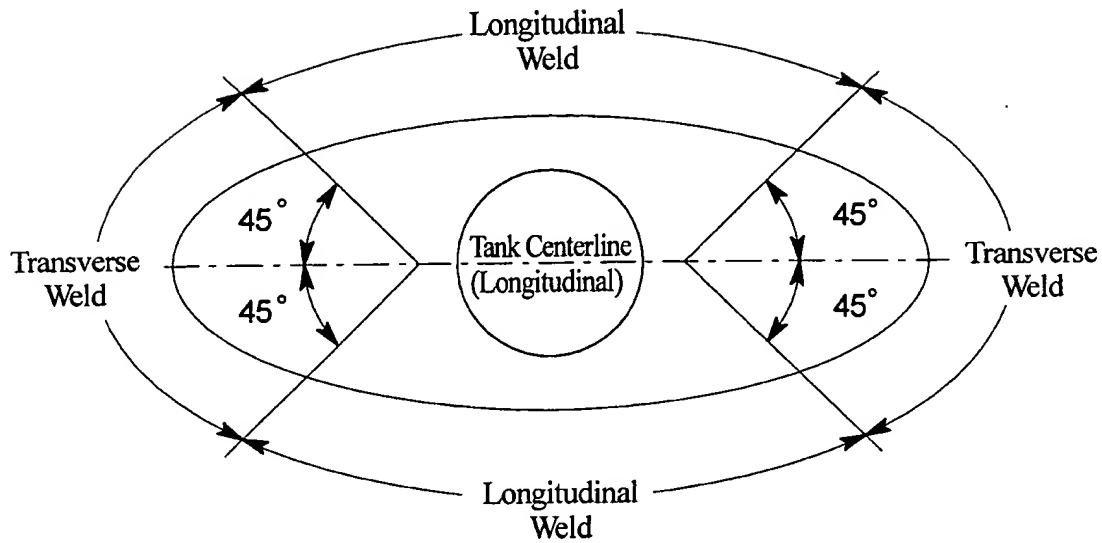 Longitudinal
Weld
45°
45°
Transverse
Weld
Tank Centerline
(Longitudinal)
Transverse
Weld
45°
45°
Longitudinal
Weld